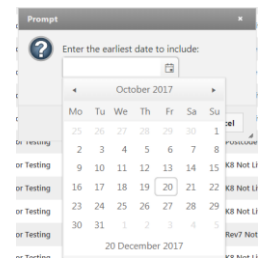 Prompt ×
Enter the earliest date to include:
October 2017
Mo Tu We Th Fr Sa Su
25 26 27 28 29 30 1
2 3 4 5 6 7 8
9 10 11 12 13 14 15
16 17 18 19 20 21 22
23 24 25 26 27 28 29
30 31 1 2 3 4 5
20 December 2017
cel
or Testing Postcode
or Testing K8 Not Li
or Testing K8 Not Li
or Testing K8 Not Li
or Testing Rev7 Not